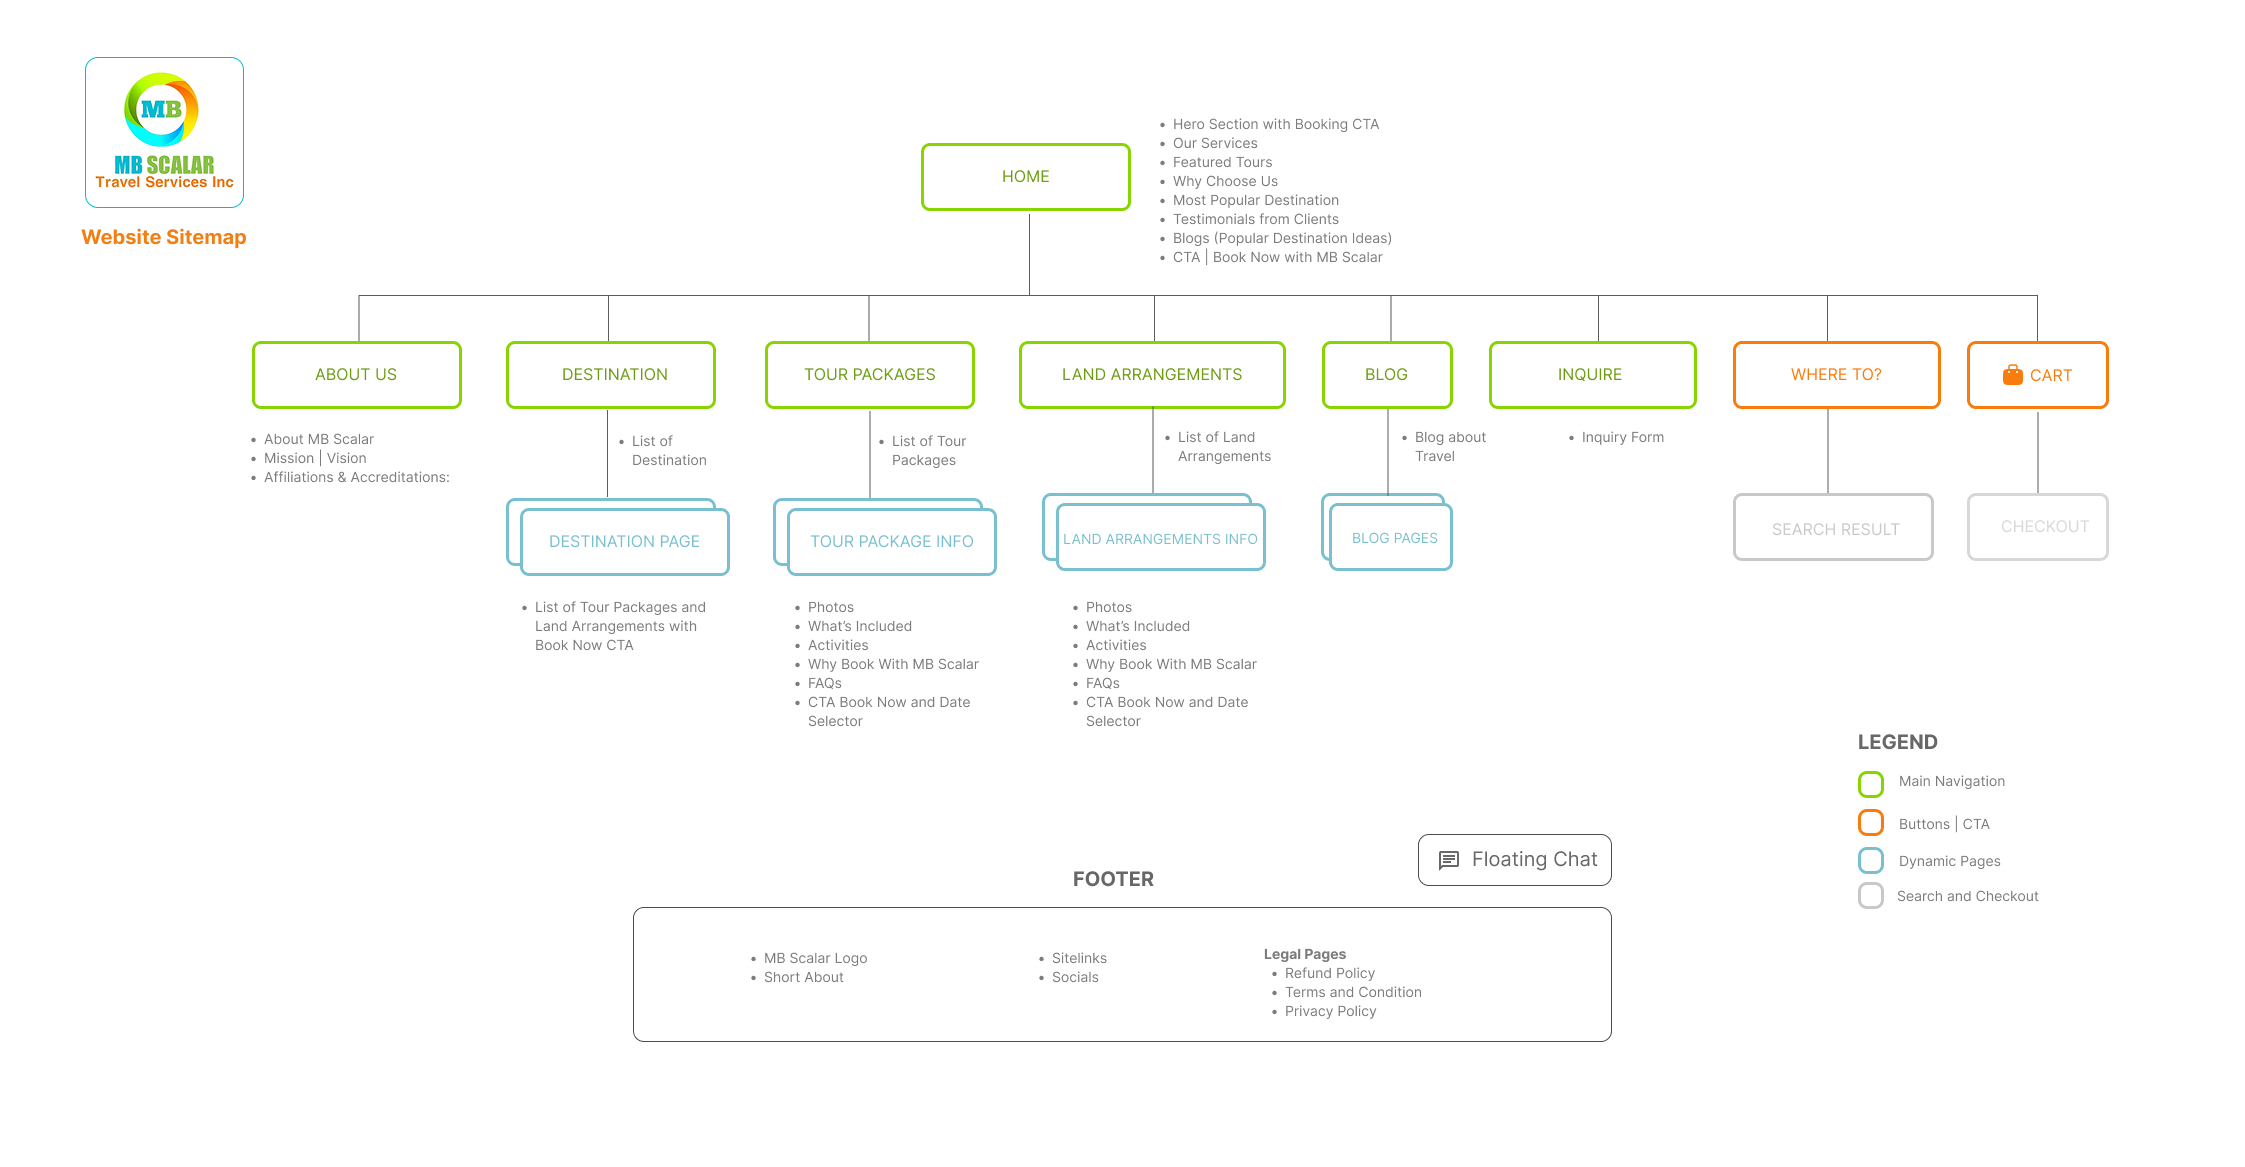 MB
MB SCALAR
Travel Services Inc
Website Sitemap
HOME
• Hero Section with Booking CTA
• Our Services
• Featured Tours
• Why Choose Us
• Most Popular Destination
• Testimonials from Clients
• Blogs (Popular Destination Ideas)
• CTA | Book Now with MB Scalar
ABOUT US
DESTINATION
TOUR PACKAGES
LAND ARRANGEMENTS
BLOG
INQUIRE
WHERE TO?
CART
• About MB Scalar
• Mission | Vision
• Affiliations & Accreditations:
• List of
Destination
• List of Tour
Packages
• List of Land
Arrangements
• Blog about
Travel
• Inquiry Form
DESTINATION PAGE
TOUR PACKAGE INFO
LAND ARRANGEMENTS INFO
BLOG PAGES
SEARCH RESULT
CHECKOUT
• List of Tour Packages and
Land Arrangements with
Book Now CTA
• Photos
• What's Included
• Activities
• Why Book With MB Scalar
• FAQs
• CTA Book Now and Date
Selector
• Photos
• What's Included
• Activities
• Why Book With MB Scalar
• FAQs
• CTA Book Now and Date
Selector
LEGEND
Main Navigation
Buttons | CTA
Dynamic Pages
Search and Checkout
Floating Chat
FOOTER
• MB Scalar Logo
• Short About
• Sitelinks
• Socials
Legal Pages
• Refund Policy
• Terms and Condition
• Privacy Policy